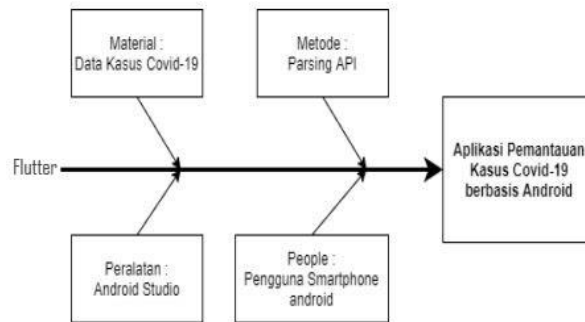 Material :
Data Kasus Covid-19
Metode :
Parsing API
Flutter
Aplikasi Pemantauan
Kasus Covid-19
berbasis Android
Peralatan :
Android Studio
People :
Pengguna Smartphone
android